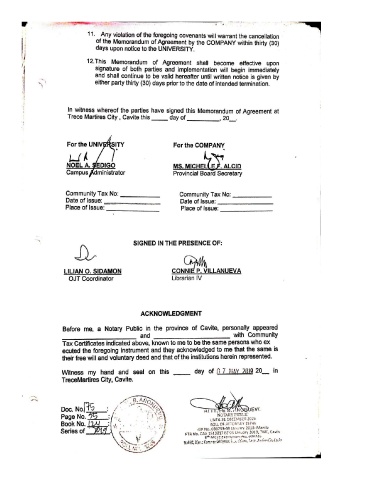 11. Any violation of the foregoing covenants will warrant the cancellation
of the Memorandum of Agreement by the COMPANY within thirty (30)
days upon notice to the UNIVERSITY.
12.This Memorandum of Agreement shall become effective upon
signature of both parties and implementation will begin immediately
and shall continue to be valid hereafter until written notice is given by
either party thirty (30) days prior to the date of intended termination.
In witness whereof the parties have signed this Memorandum of Agreement at
Trece Martires City , Cavite this _____ day of __________, 20__.
For the UNIVERSITY For the COMPANY
NOEL A. SEDIGO MS. MICHELLE F. ALCID
Campus Administrator Provincial Board Secretary
Community Tax No: __________ Community Tax No: __________
Date of Issue: __________ Date of Issue: __________
Place of Issue: __________ Place of Issue: __________
SIGNED IN THE PRESENCE OF:
LILIAN O. SIDAMON CONNIE P. VILLANUEVA
OJT Coordinator Librarian IV
ACKNOWLEDGMENT
Before me, a Notary Public in the province of Cavite, personally appeared
__________ and __________ with Community
Tax Certificates indicated above, known to me to be the same persons who ex
ecuted the foregoing instrument and they acknowledged to me that the same is
their free will and voluntary deed and that of the institutions herein represented.
Witness my hand and seal on this _____ day of 07 MAY 2019 20__ in
TreceMartires City, Cavite.
Doc. No. 75
Page No. 
Book No. 
Series of 2019
NOTARY PUBLIC